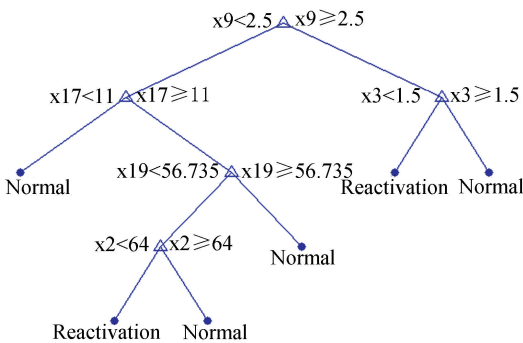 x9<2.5 x9≥2.5
x17<11 x17≥11 x3<1.5 x3≥1.5
Normal x19<56.735 x19≥56.735 Reactivation Normal
x2<64 x2≥64 Normal
Reactivation Normal